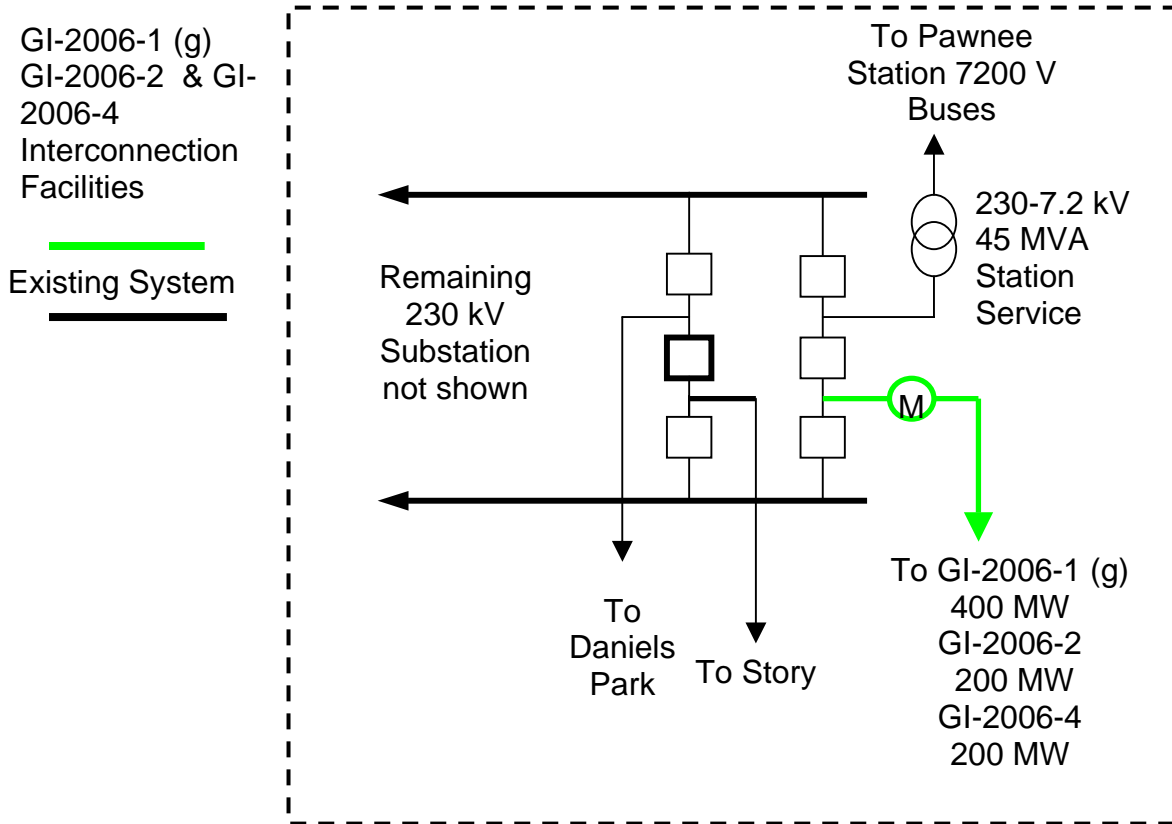 GI-2006-1 (g)
GI-2006-2 & GI-
2006-4
Interconnection
Facilities
Existing System
To Pawnee
Station 7200 V
Buses
230-7.2 kV
45 MVA
Station
Service
Remaining
230 kV
Substation
not shown
M
To
Daniels
Park
To Story
To GI-2006-1 (g)
400 MW
GI-2006-2
200 MW
GI-2006-4
200 MW